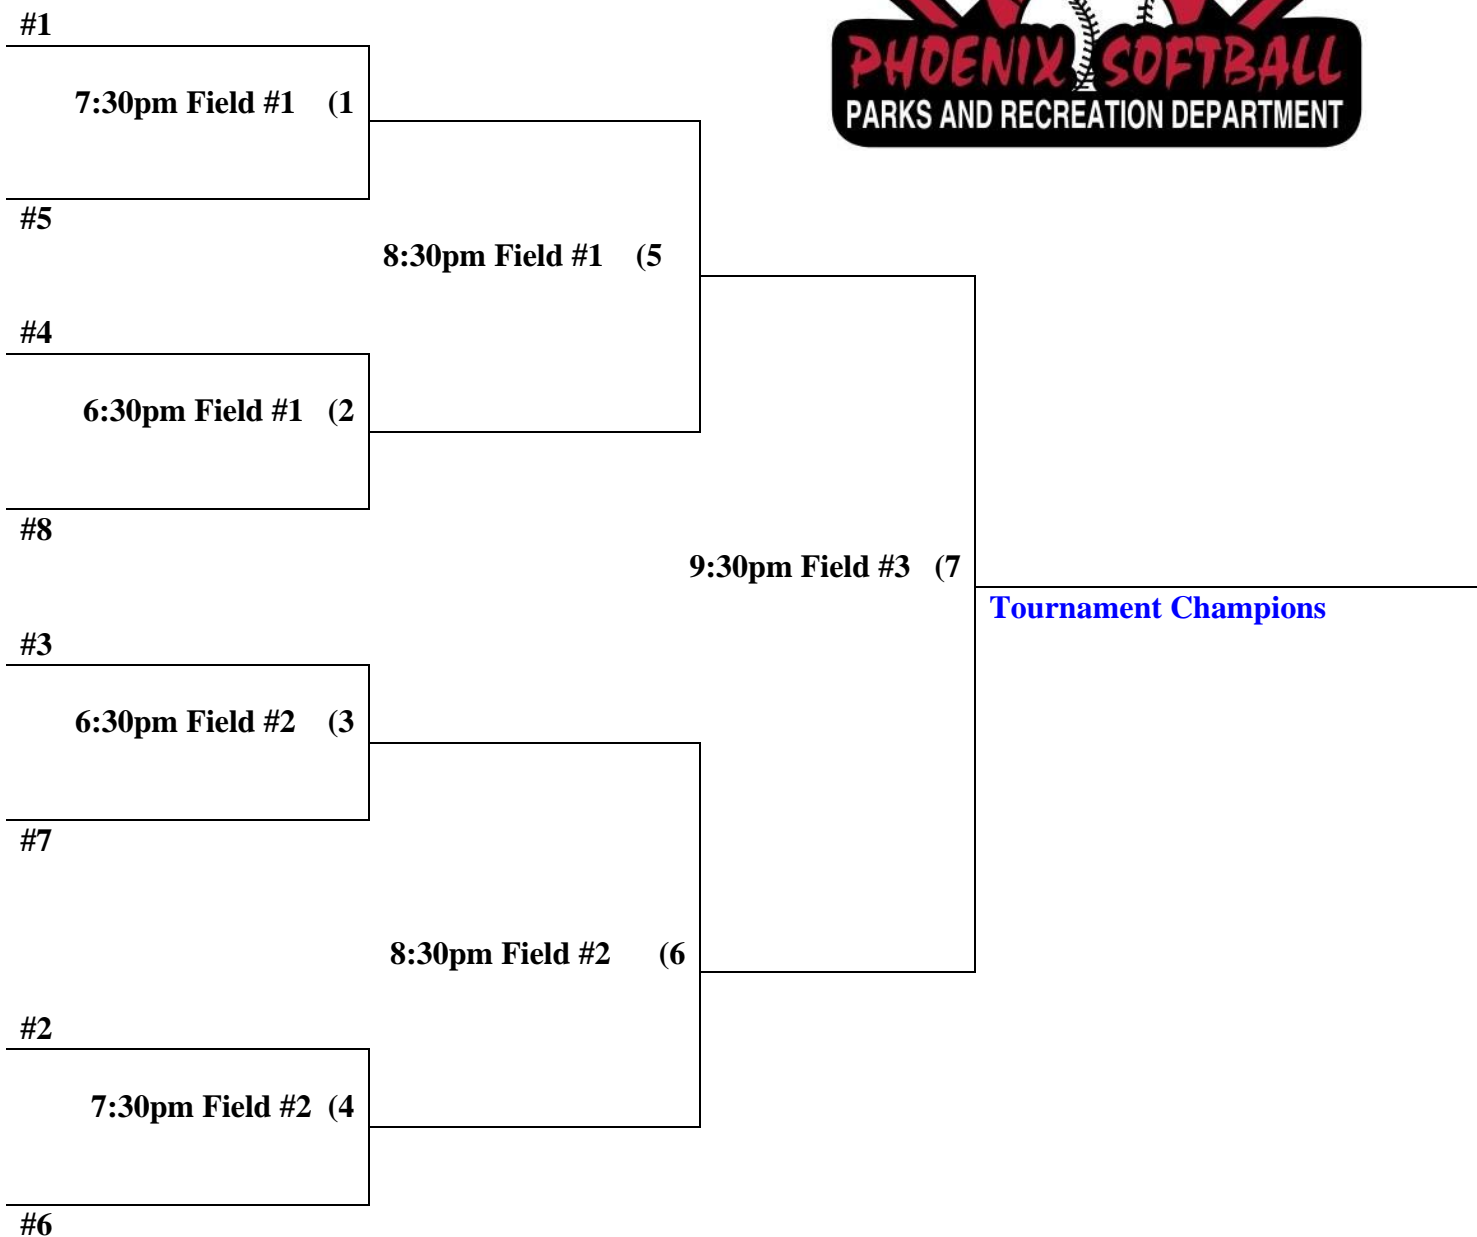 #1
PHOENIX SOFTBALL
PARKS AND RECREATION DEPARTMENT
7:30pm Field #1 (1
#5
8:30pm Field #1 (5
#4
6:30pm Field #1 (2
#8
9:30pm Field #3 (7
Tournament Champions
#3
6:30pm Field #2 (3
#7
8:30pm Field #2 (6
#2
7:30pm Field #2 (4
#6